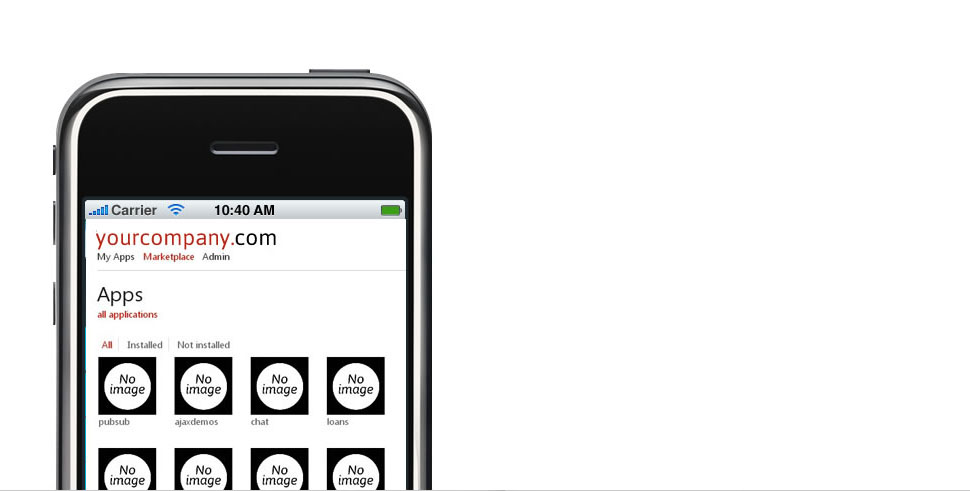 Carrier 10:40 AM
yourcompany.com
My Apps Marketplace Admin
Apps
all applications
All Installed Not installed
No image No image No image No image
pubsub ajaxdemos chat loans
No image No image No image No image